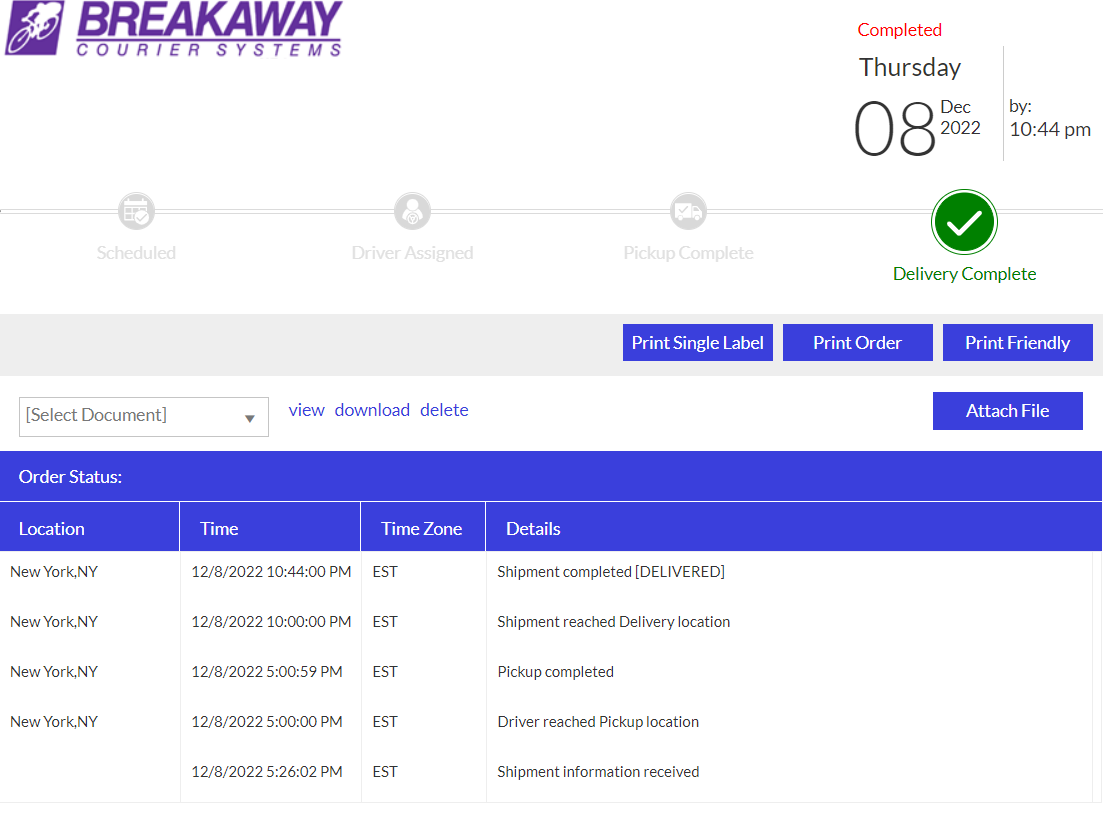 BREAKAWAY
COURIER SYSTEMS
Completed
Thursday
08 Dec 2022
by:
10:44 pm
Scheduled
Driver Assigned
Pickup Complete
Delivery Complete
Print Single Label Print Order Print Friendly
[Select Document] view download delete Attach File
Order Status:
Location Time Time Zone Details
New York,NY 12/8/2022 10:44:00 PM EST Shipment completed [DELIVERED]
New York,NY 12/8/2022 10:00:00 PM EST Shipment reached Delivery location
New York,NY 12/8/2022 5:00:59 PM EST Pickup completed
New York,NY 12/8/2022 5:00:00 PM EST Driver reached Pickup location
12/8/2022 5:26:02 PM EST Shipment information received